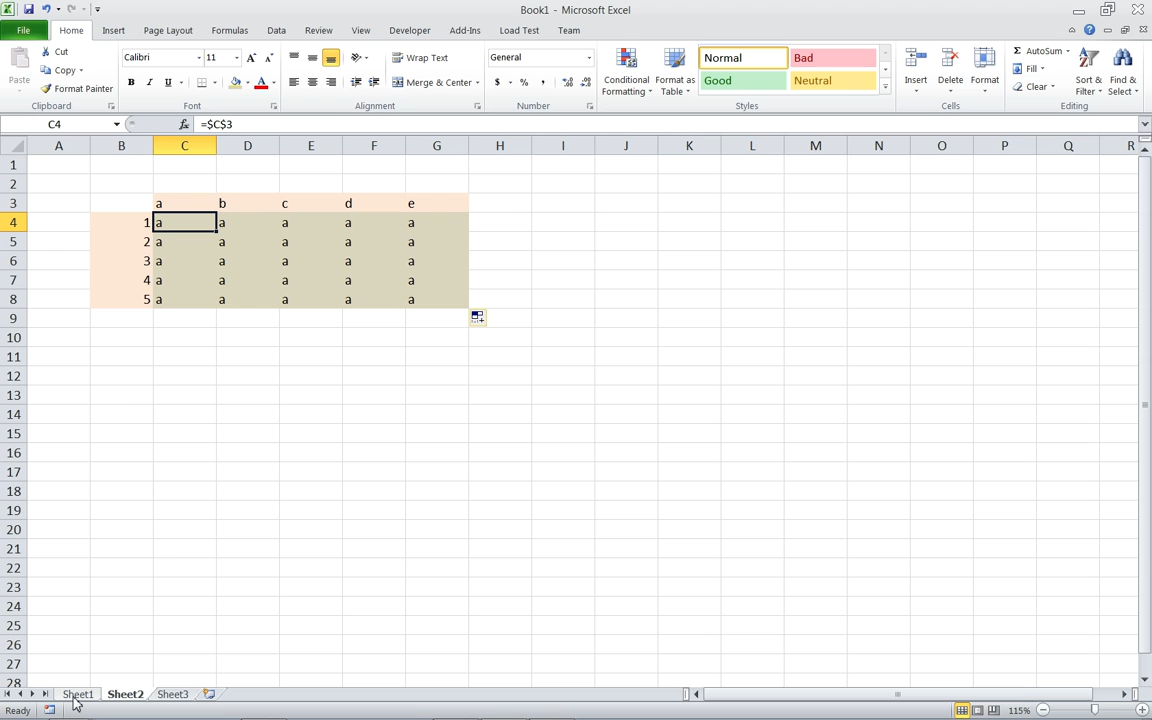 Book1 - Microsoft Excel
File Home Insert Page Layout Formulas Data Review View Developer Add-Ins Load Test Team
Paste
Cut
Copy
Format Painter
Clipboard
Calibri 11
B I U
A A
A
Font
Wrap Text
Merge & Center
Alignment
General
$ % ,
Number
Conditional Formatting
Format as Table
Normal Bad
Good Neutral
Styles
Insert Delete Format
Cells
Σ AutoSum
Fill
Clear
Sort & Filter
Find & Select
Editing
C4 fx =$C$3
A B C D E F G H I J K L M N O P Q R
1
2
3 a b c d e
4 1 a a a a a
5 2 a a a a a
6 3 a a a a a
7 4 a a a a a
8 5 a a a a a
9
10
11
12
13
14
15
16
17
18
19
20
21
22
23
24
25
26
27
28
Sheet1 Sheet2 Sheet3
Ready 115%